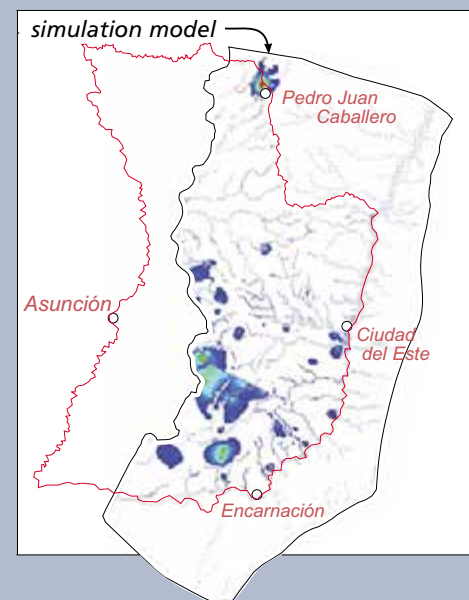 simulation model
Pedro Juan
Caballero
Asunción
Ciudad
del Este
Encarnación